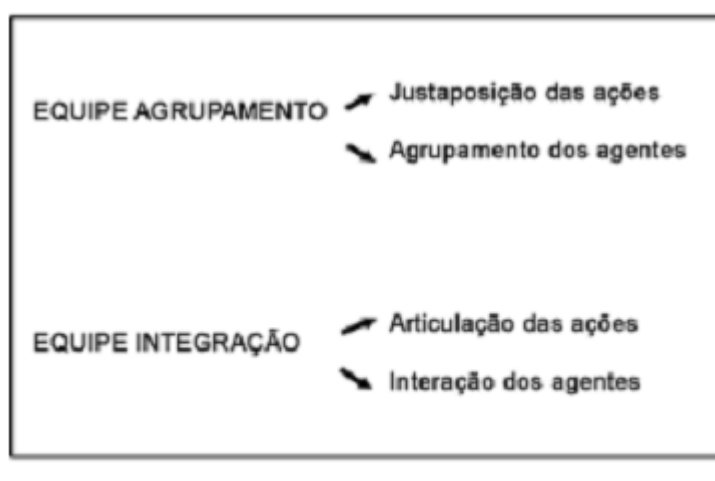 Justaposição das ações
EQUIPE AGRUPAMENTO
Agrupamento dos agentes
Articulação das ações
EQUIPE INTEGRAÇÃO
Interação dos agentes